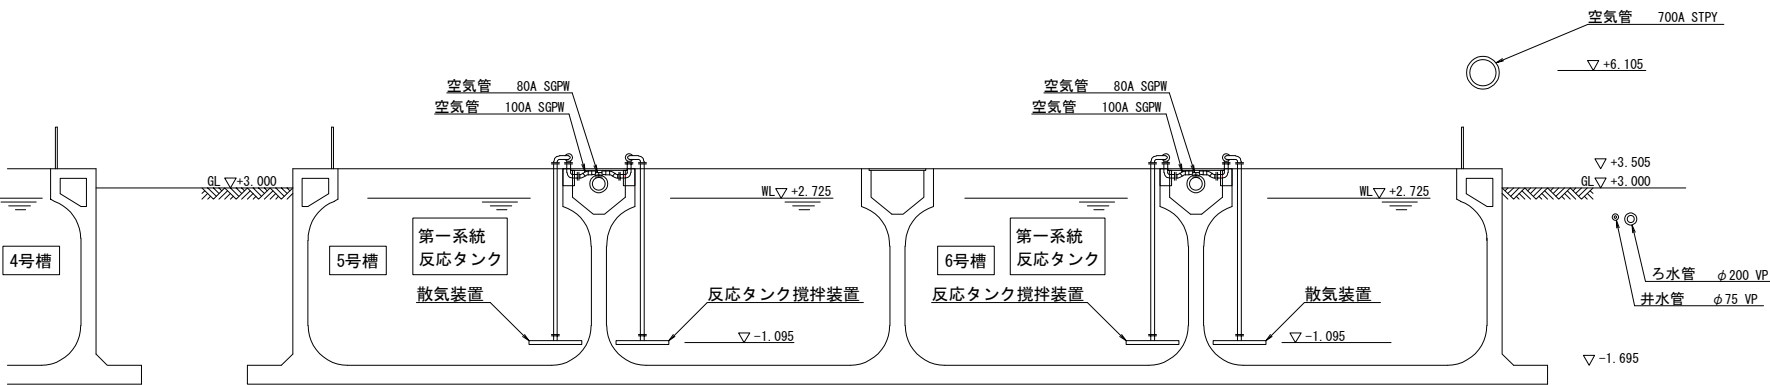 空気管 700A STPY
▽ +6.105
空気管 80A SGPW
空気管 100A SGPW
空気管 80A SGPW
空気管 100A SGPW
▽ +3.505
GL ▽+3.000
GL▽ +3.000
WL▽ +2.725
WL▽ +2.725
4号槽
5号槽
第一系統
反応タンク
6号槽
第一系統
反応タンク
ろ水管 φ200 VP
井水管 φ75 VP
散気装置
反応タンク撹拌装置
反応タンク撹拌装置
散気装置
▽ -1.095
▽ -1.095
▽ -1.695